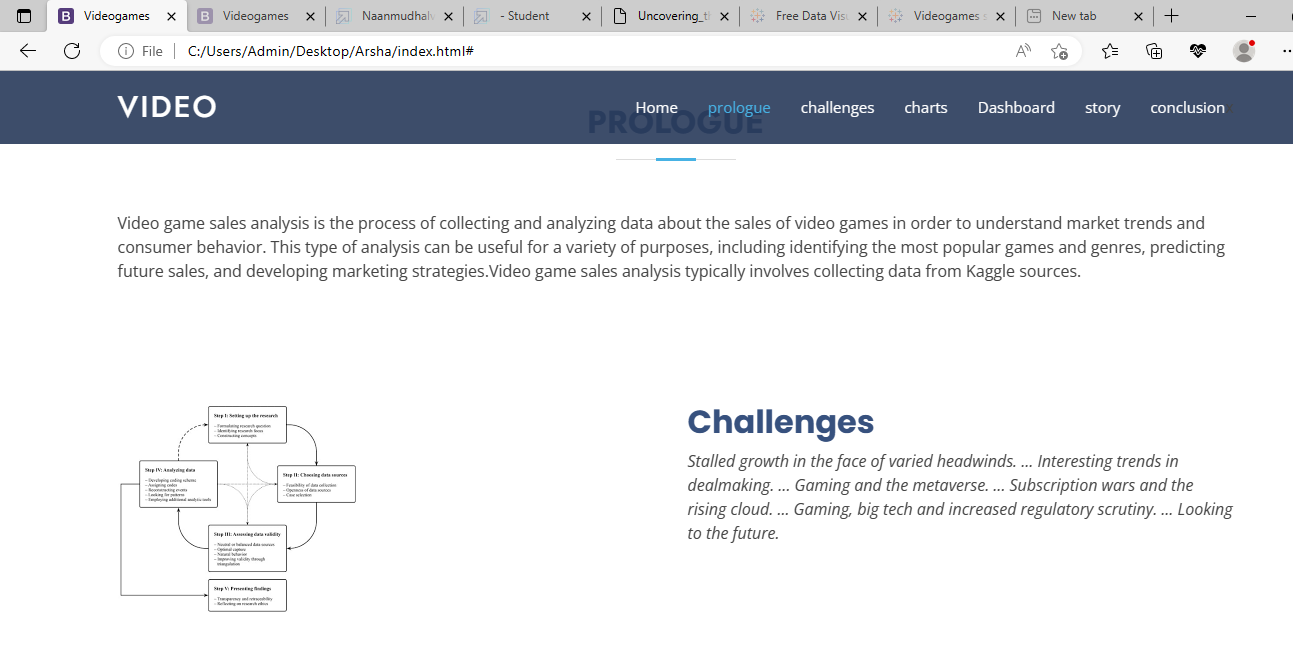 Videogames
Videogames
Naanmudhalv
- Student
Uncovering_t
Free Data Vis
Videogames s
New tab
File
C:/Users/Admin/Desktop/Arsha/index.html#
VIDEO
Home
prologue
challenges
charts
Dashboard
story
conclusion
PROLOGUE
Video game sales analysis is the process of collecting and analyzing data about the sales of video games in order to understand market trends and
consumer behavior. This type of analysis can be useful for a variety of purposes, including identifying the most popular games and genres, predicting
future sales, and developing marketing strategies.Video game sales analysis typically involves collecting data from Kaggle sources.
Step I: Setting up the research
– Formulating research question
– Identifying research focus
– Constructing concepts
Step IV: Analyzing data
– Developing coding scheme
– Assigning codes
– Reconstructing events
– Looking for patterns
– Employing additional analytic tools
Step II: Choosing data sources
– Feasibility of data collection
– Openness of data sources
– Case selection
Step III: Assessing data validity
– Neutral or balanced data sources
– Optimal capture
– Natural behavior
– Improving validity through
triangulation
Step V: Presenting findings
– Transparency and retraceability
– Reflecting on research ethics
Challenges
Stalled growth in the face of varied headwinds. ... Interesting trends in
dealmaking. ... Gaming and the metaverse. ... Subscription wars and the
rising cloud. ... Gaming, big tech and increased regulatory scrutiny. ... Looking
to the future.